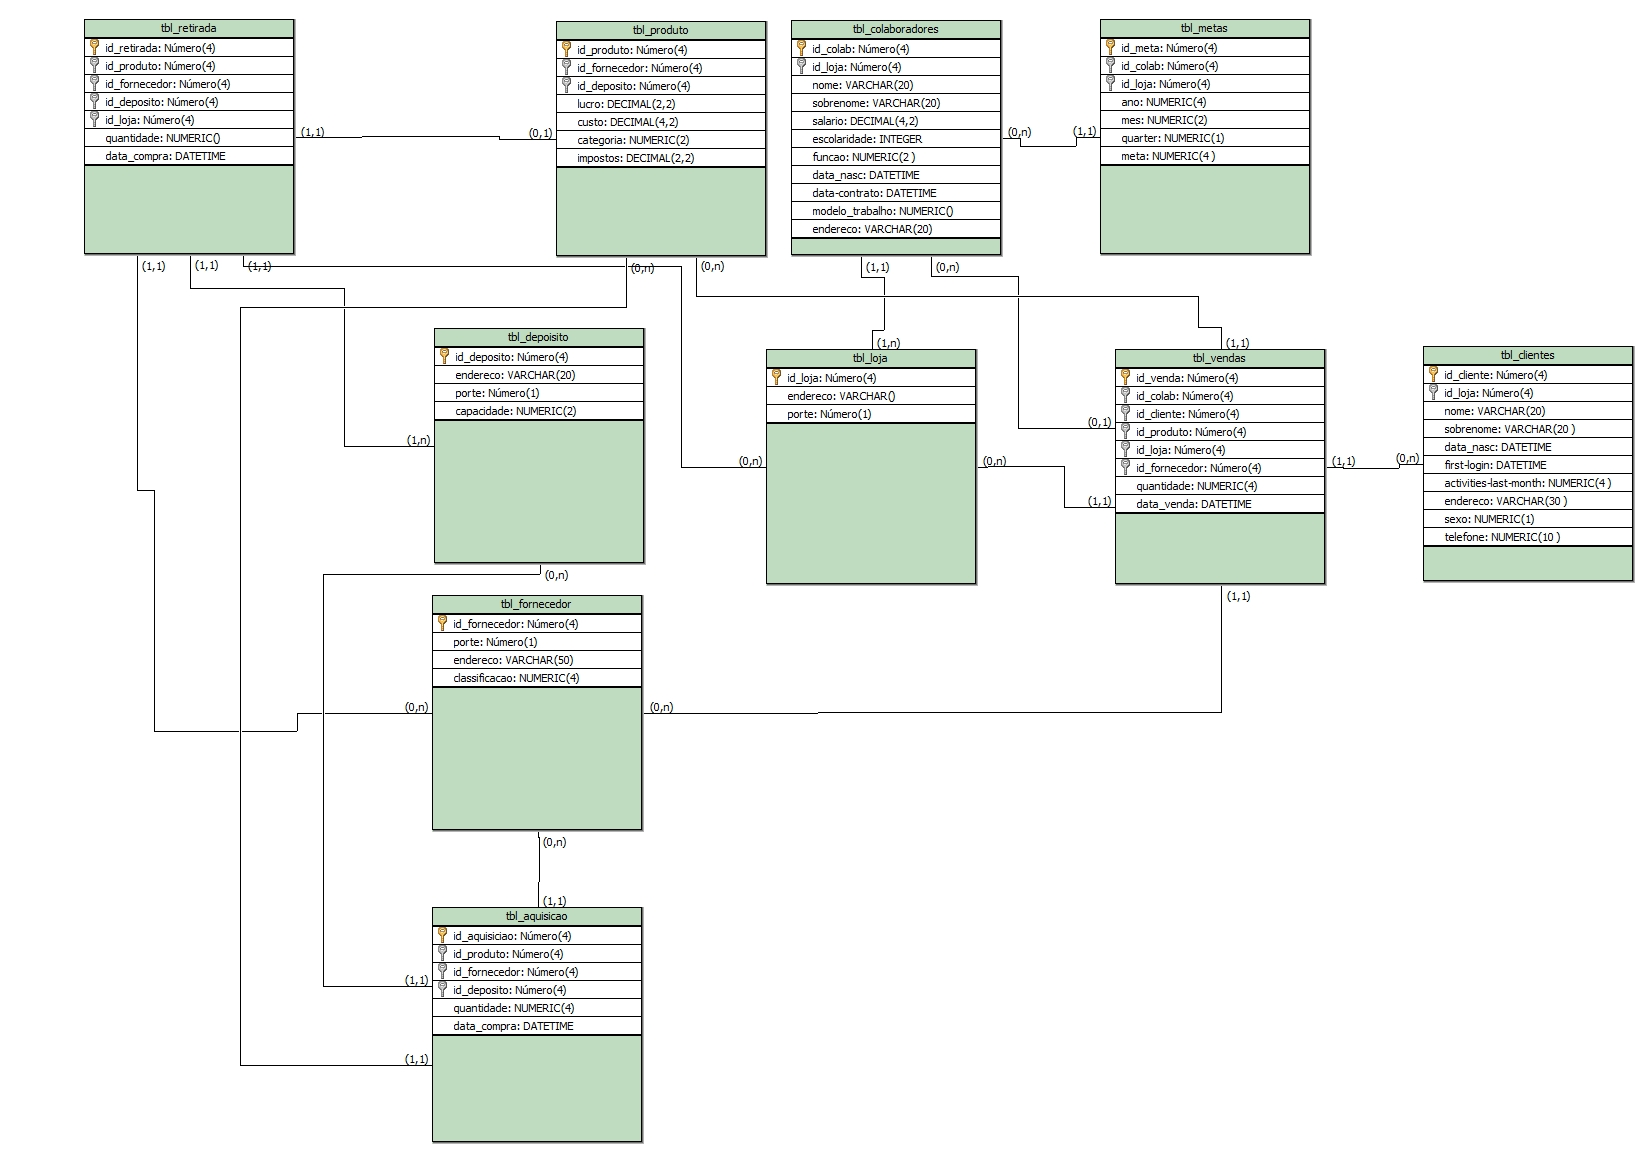 tbl_retirada
id_retirada: Número(4)
id_produto: Número(4)
id_fornecedor: Número(4)
id_deposito: Número(4)
id_loja: Número(4)
quantidade: NUMERIC()
data_compra: DATETIME
(1,1)
(0,1)
tbl_produto
id_produto: Número(4)
id_fornecedor: Número(4)
id_deposito: Número(4)
lucro: DECIMAL(2,2)
custo: DECIMAL(4,2)
categoria: NUMERIC(2)
impostos: DECIMAL(2,2)
tbl_colaboradores
id_colab: Número(4)
id_loja: Número(4)
nome: VARCHAR(20)
sobrenome: VARCHAR(20)
salario: DECIMAL(4,2)
escolaridade: INTEGER
funcao: NUMERIC(2 )
data_nasc: DATETIME
data-contrato: DATETIME
modelo_trabalho: NUMERIC()
endereco: VARCHAR(20)
(0,n)
(1,1)
tbl_metas
id_meta: Número(4)
id_colab: Número(4)
id_loja: Número(4)
ano: NUMERIC(4)
mes: NUMERIC(2)
quarter: NUMERIC(1)
meta: NUMERIC(4 )
(1,1)
(1,1)
(1,1)
(0,n)
(0,n)
(1,1)
(0,n)
tbl_depoisito
id_deposito: Número(4)
endereco: VARCHAR(20)
porte: Número(1)
capacidade: NUMERIC(2)
(1,n)
(0,n)
(1,n)
tbl_loja
id_loja: Número(4)
endereco: VARCHAR()
porte: Número(1)
(0,n)
(0,n)
(1,1)
tbl_vendas
id_venda: Número(4)
id_colab: Número(4)
id_cliente: Número(4)
id_produto: Número(4)
id_loja: Número(4)
id_fornecedor: Número(4)
quantidade: NUMERIC(4)
data_venda: DATETIME
(0,1)
(1,1)
(1,1)
(0,n)
(1,1)
tbl_clientes
id_cliente: Número(4)
id_loja: Número(4)
nome: VARCHAR(20)
sobrenome: VARCHAR(20 )
data_nasc: DATETIME
first-login: DATETIME
activities-last-month: NUMERIC(4 )
endereco: VARCHAR(30 )
sexo: NUMERIC(1)
telefone: NUMERIC(10 )
tbl_fornecedor
id_fornecedor: Número(4)
porte: Número(1)
endereco: VARCHAR(50)
classificacao: NUMERIC(4)
(0,n)
(0,n)
(0,n)
(1,1)
tbl_aquisicao
id_aquisiciao: Número(4)
id_produto: Número(4)
id_fornecedor: Número(4)
id_deposito: Número(4)
quantidade: NUMERIC(4)
data_compra: DATETIME
(1,1)
(1,1)